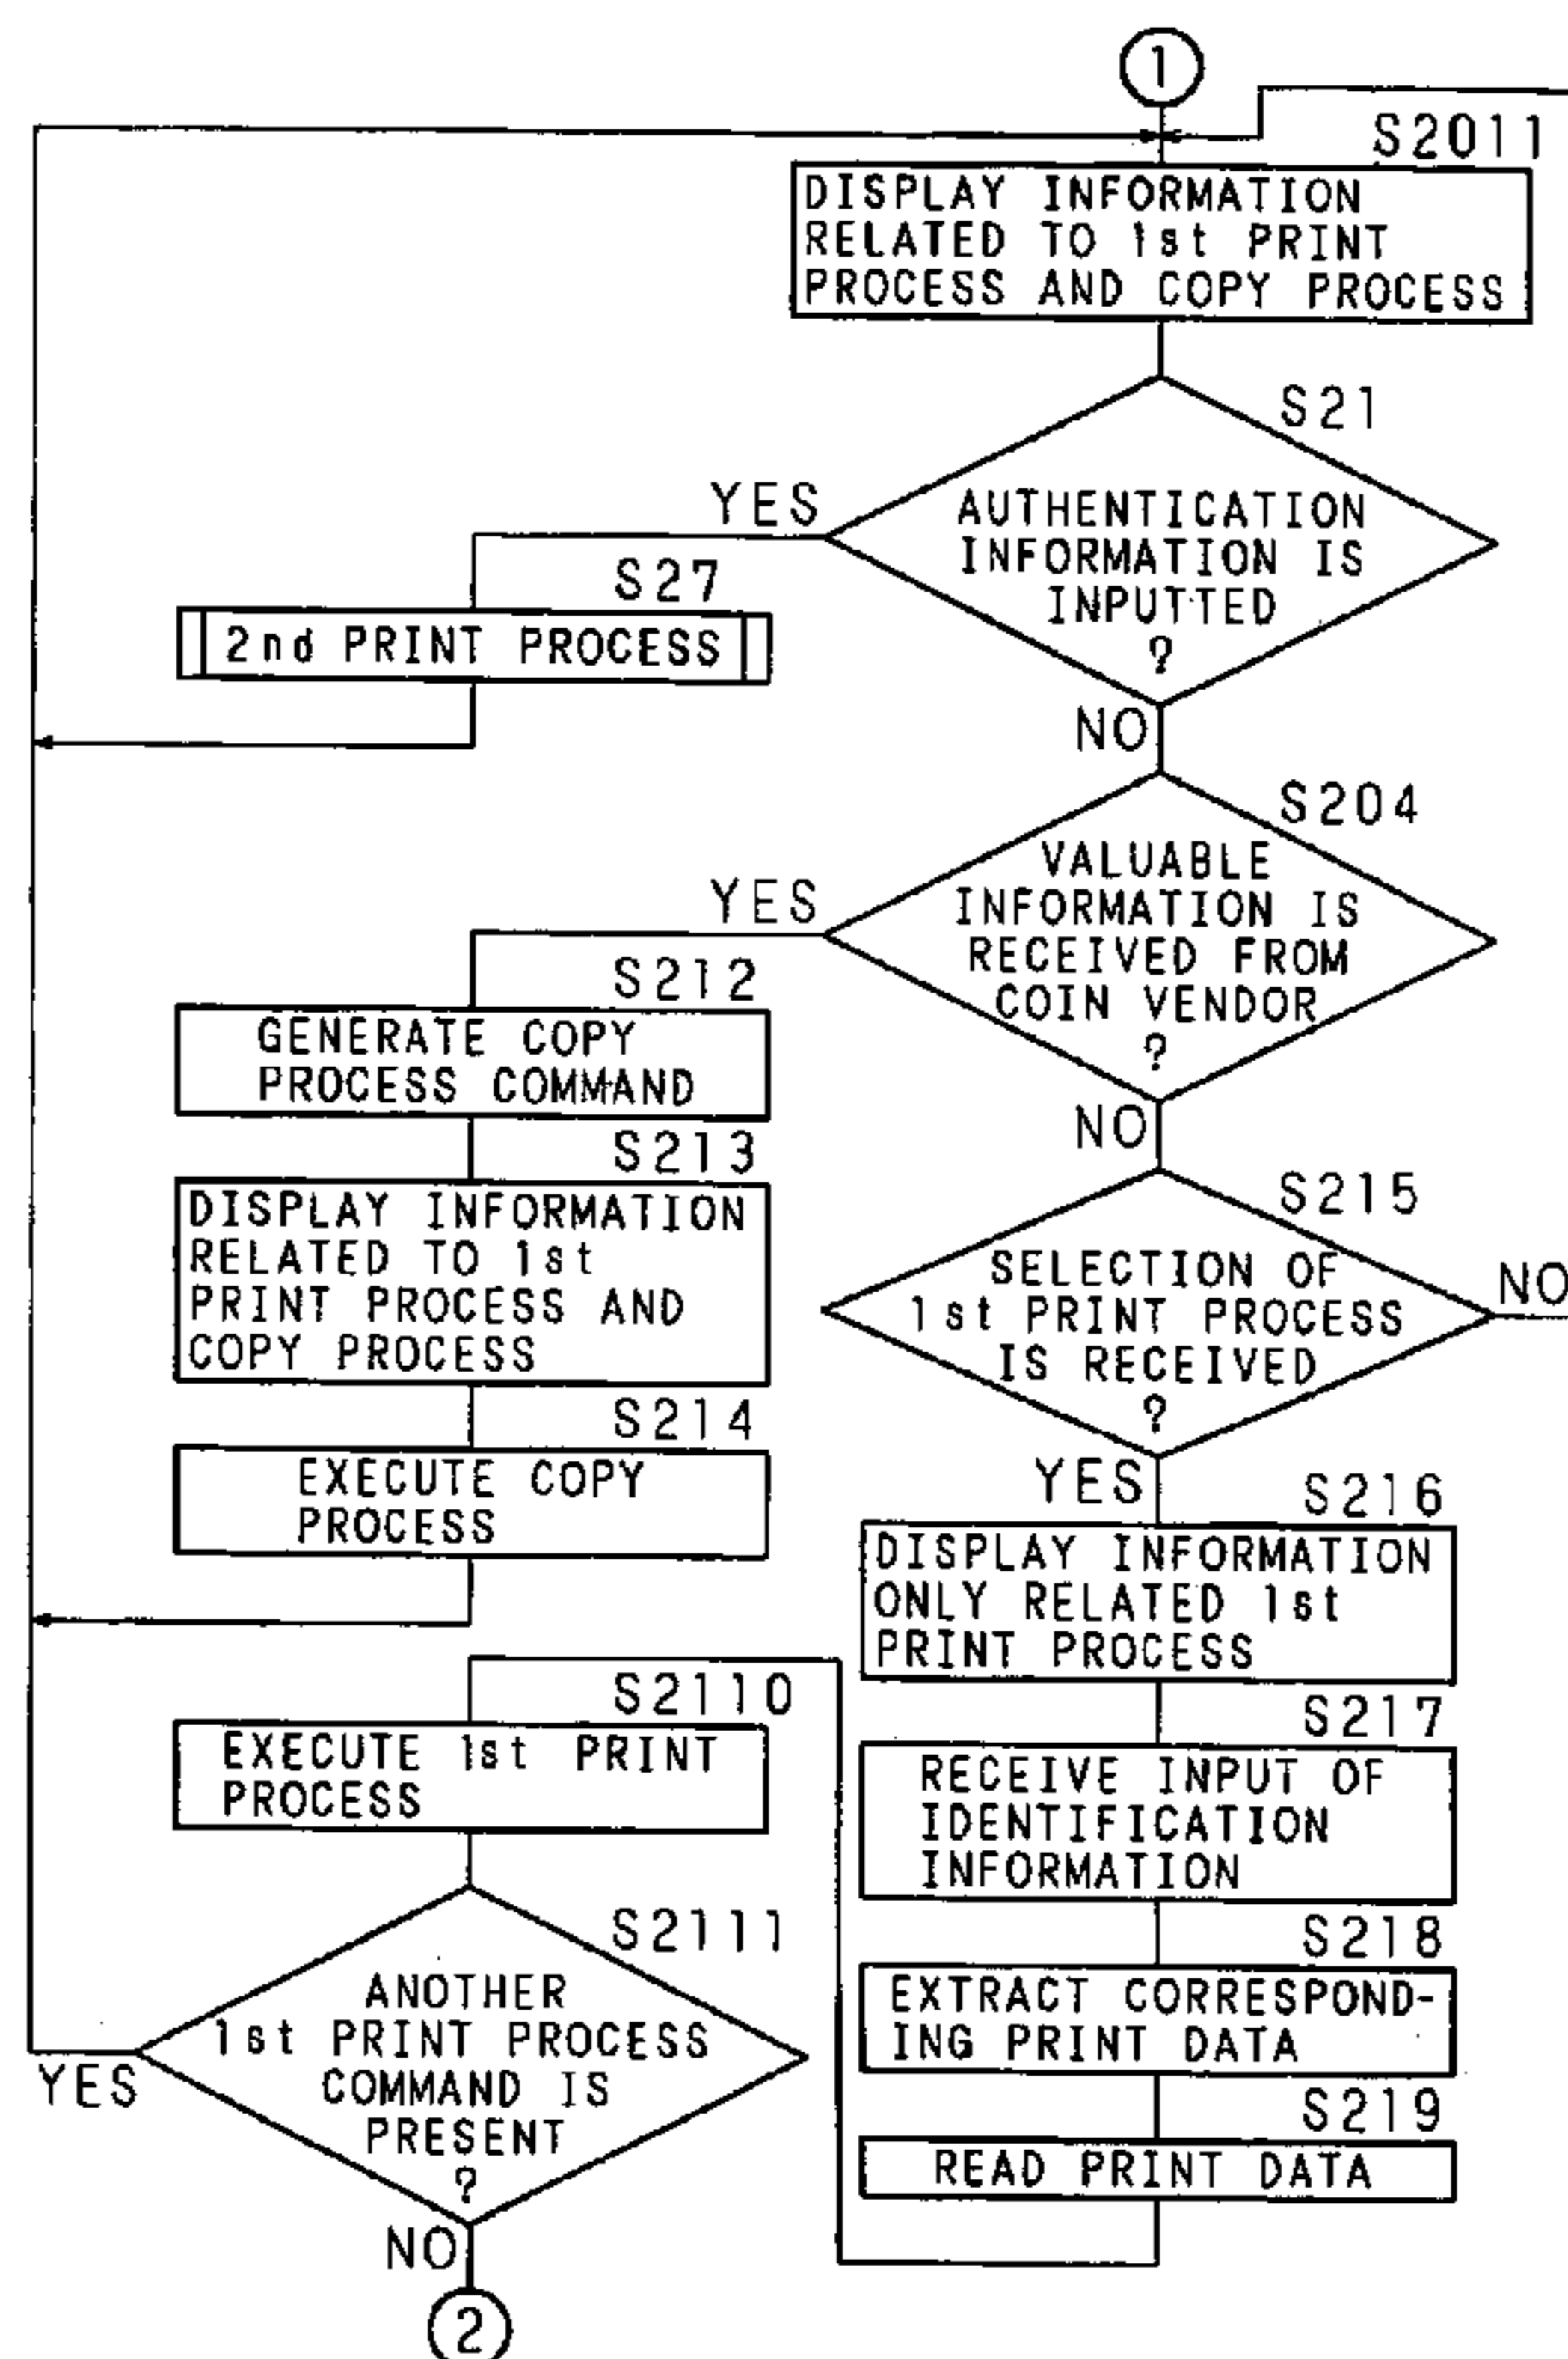 1
S2011
DISPLAY INFORMATION
RELATED TO 1st PRINT
PROCESS AND COPY PROCESS
S21
AUTHENTICATION
INFORMATION IS
INPUTTED
?
YES
S27
2nd PRINT PROCESS
NO
S204
VALUABLE
INFORMATION IS
RECEIVED FROM
COIN VENDOR
?
YES
S212
GENERATE COPY
PROCESS COMMAND
S213
DISPLAY INFORMATION
RELATED TO 1st
PRINT PROCESS AND
COPY PROCESS
S214
EXECUTE COPY
PROCESS
NO
S215
SELECTION OF
1st PRINT PROCESS
IS RECEIVED
?
NO
YES
S216
DISPLAY INFORMATION
ONLY RELATED 1st
PRINT PROCESS
S217
RECEIVE INPUT OF
IDENTIFICATION
INFORMATION
S218
EXTRACT CORRESPOND-
ING PRINT DATA
S219
READ PRINT DATA
S2110
EXECUTE 1st PRINT
PROCESS
S2111
ANOTHER
1st PRINT PROCESS
COMMAND IS
PRESENT
?
YES
NO
2